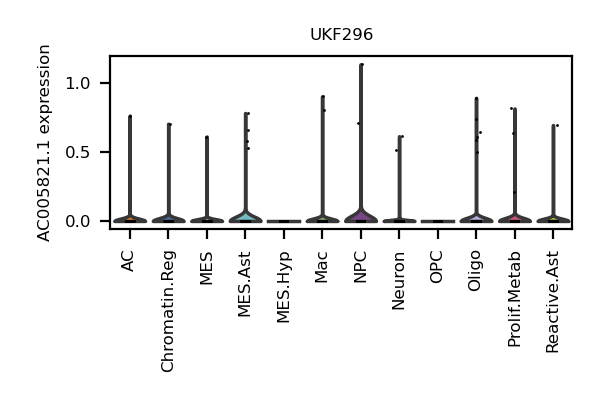 UKF296
AC005821.1 expression
1.0
0.5
0.0
AC
Chromatin.Reg
MES
MES.Ast
MES.Hyp
Mac
NPC
Neuron
OPC
Oligo
Prolif.Metab
Reactive.Ast